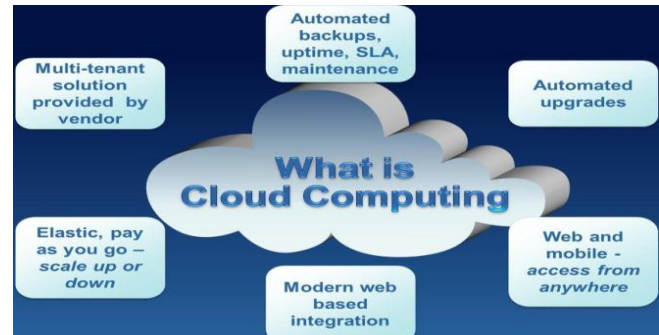 Automated
backups,
uptime, SLA,
maintenance
Multi-tenant
solution
provided by
vendor
Automated
upgrades
What is
Cloud Computing
Elastic, pay
as you go –
scale up or
down
Web and
mobile -
access from
anywhere
Modern web
based
integration